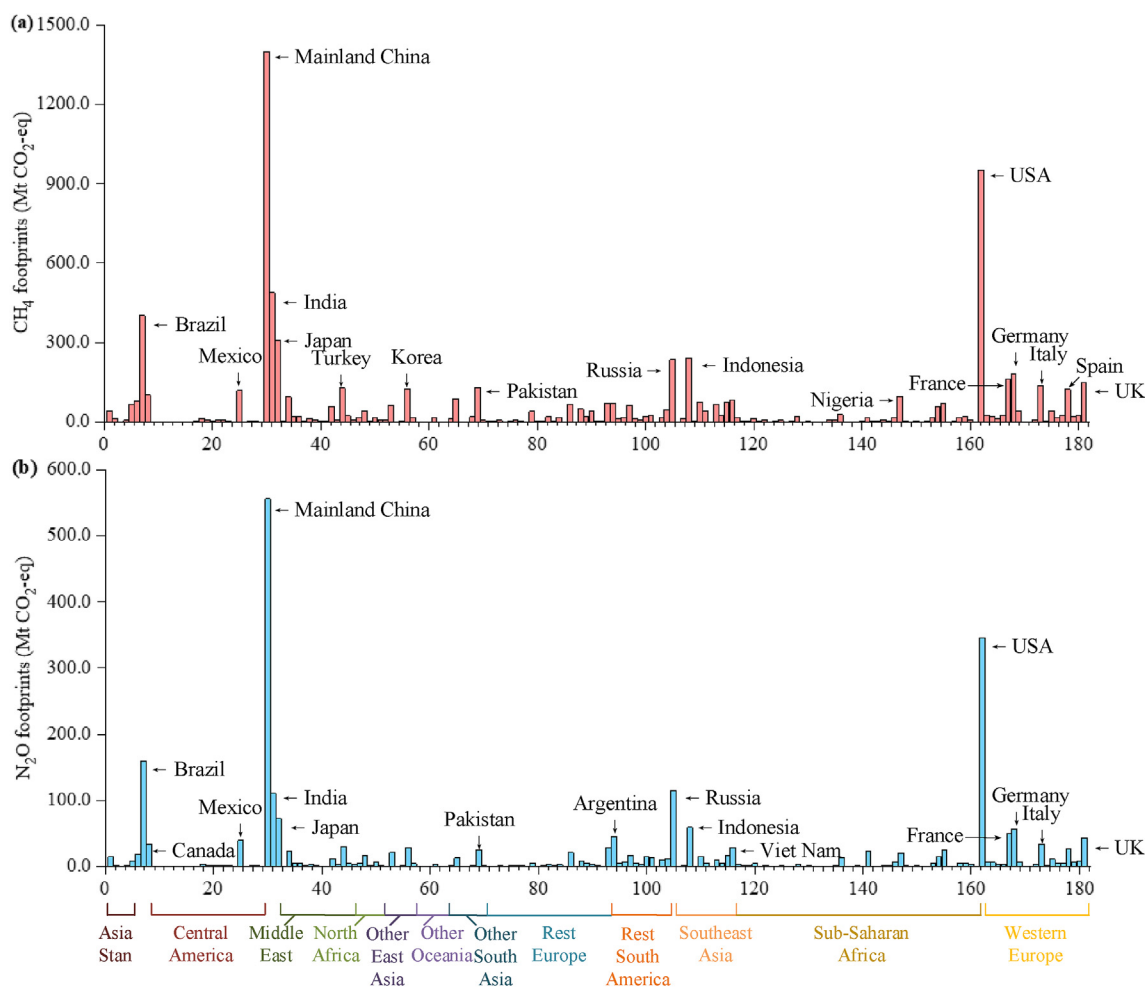 (a)
1500.0
1200.0
900.0
600.0
300.0
0.0
CH4 footprints (Mt CO2-eq)
Mainland China
USA
India
Brazil
Japan
Mexico
Turkey
Korea
Pakistan
Russia
Indonesia
Nigeria
France
Germany
Italy
Spain
UK
0 20 40 60 80 100 120 140 160 180
(b)
600.0
500.0
400.0
300.0
200.0
100.0
0.0
N2O footprints (Mt CO2-eq)
Mainland China
USA
Brazil
India
Mexico
Japan
Canada
Pakistan
Argentina
Russia
Indonesia
Viet Nam
France
Germany
Italy
UK
0 20 40 60 80 100 120 140 160 180
Asia
Stan
Central
America
Middle
East
North
Africa
Other
East
Asia
Other
Oceania
Other
South
Asia
Rest
Europe
Rest
South
America
Southeast
Asia
Sub-Saharan
Africa
Western
Europe